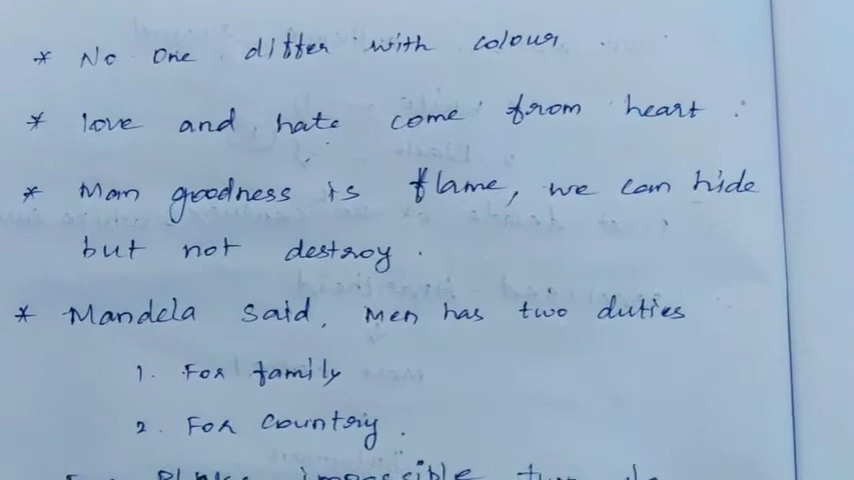 * No one differ with colour.
* love and hate come from heart.
* Man goodness is flame, we can hide
but not destroy.
* Mandela said, Men has two duties
1. For family
2. For country.
impossible